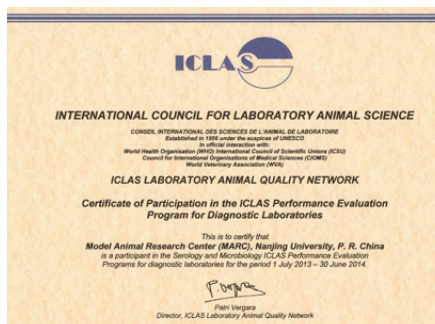 ICLAS
INTERNATIONAL COUNCIL FOR LABORATORY ANIMAL SCIENCE
CONSEIL INTERNATIONAL DES SCIENCES DE L'ANIMAL DE LABORATOIRE
Established in 1956 under the auspices of UNESCO
In official interaction with:
World Health Organisation (WHO) International Council of Scientific Unions (ICSU)
Council for International Organisations of Medical Sciences (CIOMS)
World Veterinary Association (WVA)
ICLAS LABORATORY ANIMAL QUALITY NETWORK
Certificate of Participation in the ICLAS Performance Evaluation
Program for Diagnostic Laboratories
This is to certify that
Model Animal Research Center (MARC), Nanjing University, P. R. China
is a participant in the Serology and Microbiology ICLAS Performance Evaluation
Programs for diagnostic laboratories for the period 1 July 2013 – 30 June 2014.
P. Vergara
Patri Vergara
Director, ICLAS Laboratory Animal Quality Network